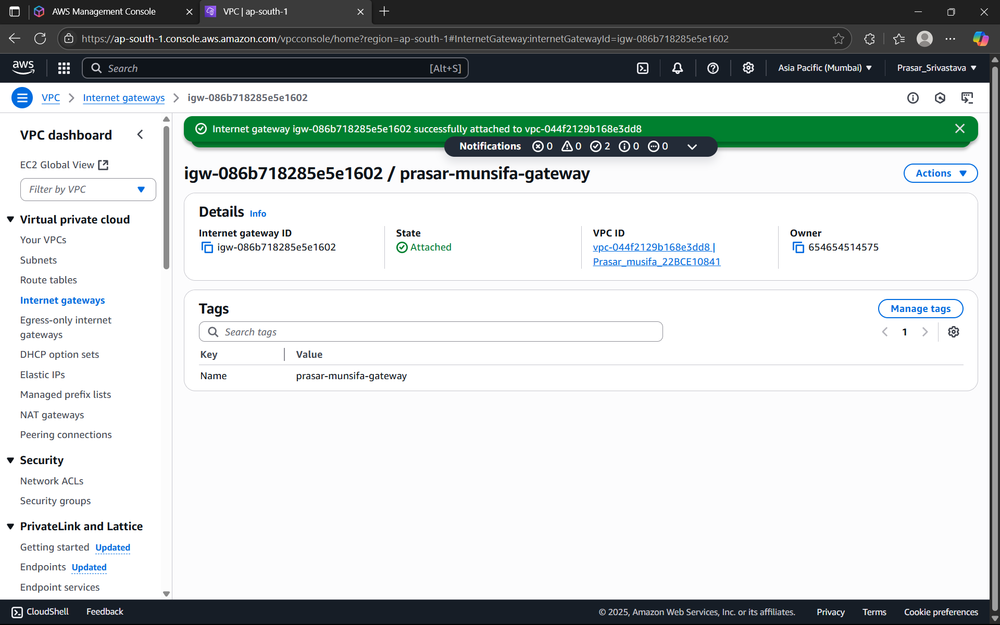 AWS Management Console
VPC | ap-south-1
https://ap-south-1.console.aws.amazon.com/vpcconsole/home?region=ap-south-1#InternetGateway:internetGatewayId=igw-086b718285e5e1602
aws
Search
[Alt+S]
Asia Pacific (Mumbai)
Prasar_Srivastava
VPC
Internet gateways
igw-086b718285e5e1602
VPC dashboard
EC2 Global View
Filter by VPC
Virtual private cloud
Your VPCs
Subnets
Route tables
Internet gateways
Egress-only internet
gateways
DHCP option sets
Elastic IPs
Managed prefix lists
NAT gateways
Peering connections
Security
Network ACLs
Security groups
PrivateLink and Lattice
Getting started Updated
Endpoints Updated
Endpoint services
Internet gateway igw-086b718285e5e1602 successfully attached to vpc-044f2129b168e3dd8
Notifications 0 0 2 0 0
igw-086b718285e5e1602 / prasar-munsifa-gateway
Actions
Details Info
Internet gateway ID
igw-086b718285e5e1602
State
Attached
VPC ID
vpc-044f2129b168e3dd8 |
Prasar_musifa_22BCE10841
Owner
654654514575
Tags
Manage tags
Search tags
1
Key Value
Name prasar-munsifa-gateway
CloudShell
Feedback
© 2025, Amazon Web Services, Inc. or its affiliates.
Privacy
Terms
Cookie preferences